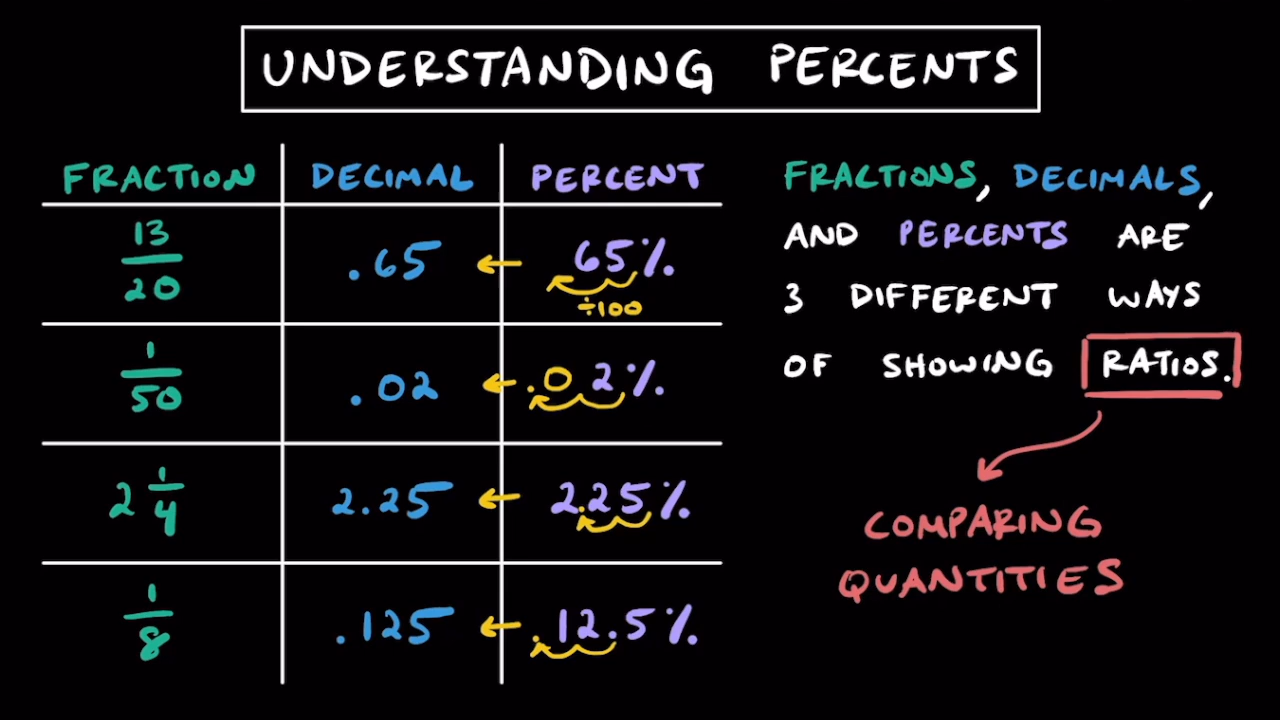 UNDERSTANDING PERCENTS
FRACTION DECIMAL PERCENT
13/20 .65 ← 65%
÷100
1/50 .02 ← .02%
2 1/4 2.25 ← 2.25%
1/8 .125 ← .12.5%
FRACTIONS, DECIMALS,
AND PERCENTS ARE
3 DIFFERENT WAYS
OF SHOWING RATIOS.
COMPARING
QUANTITIES